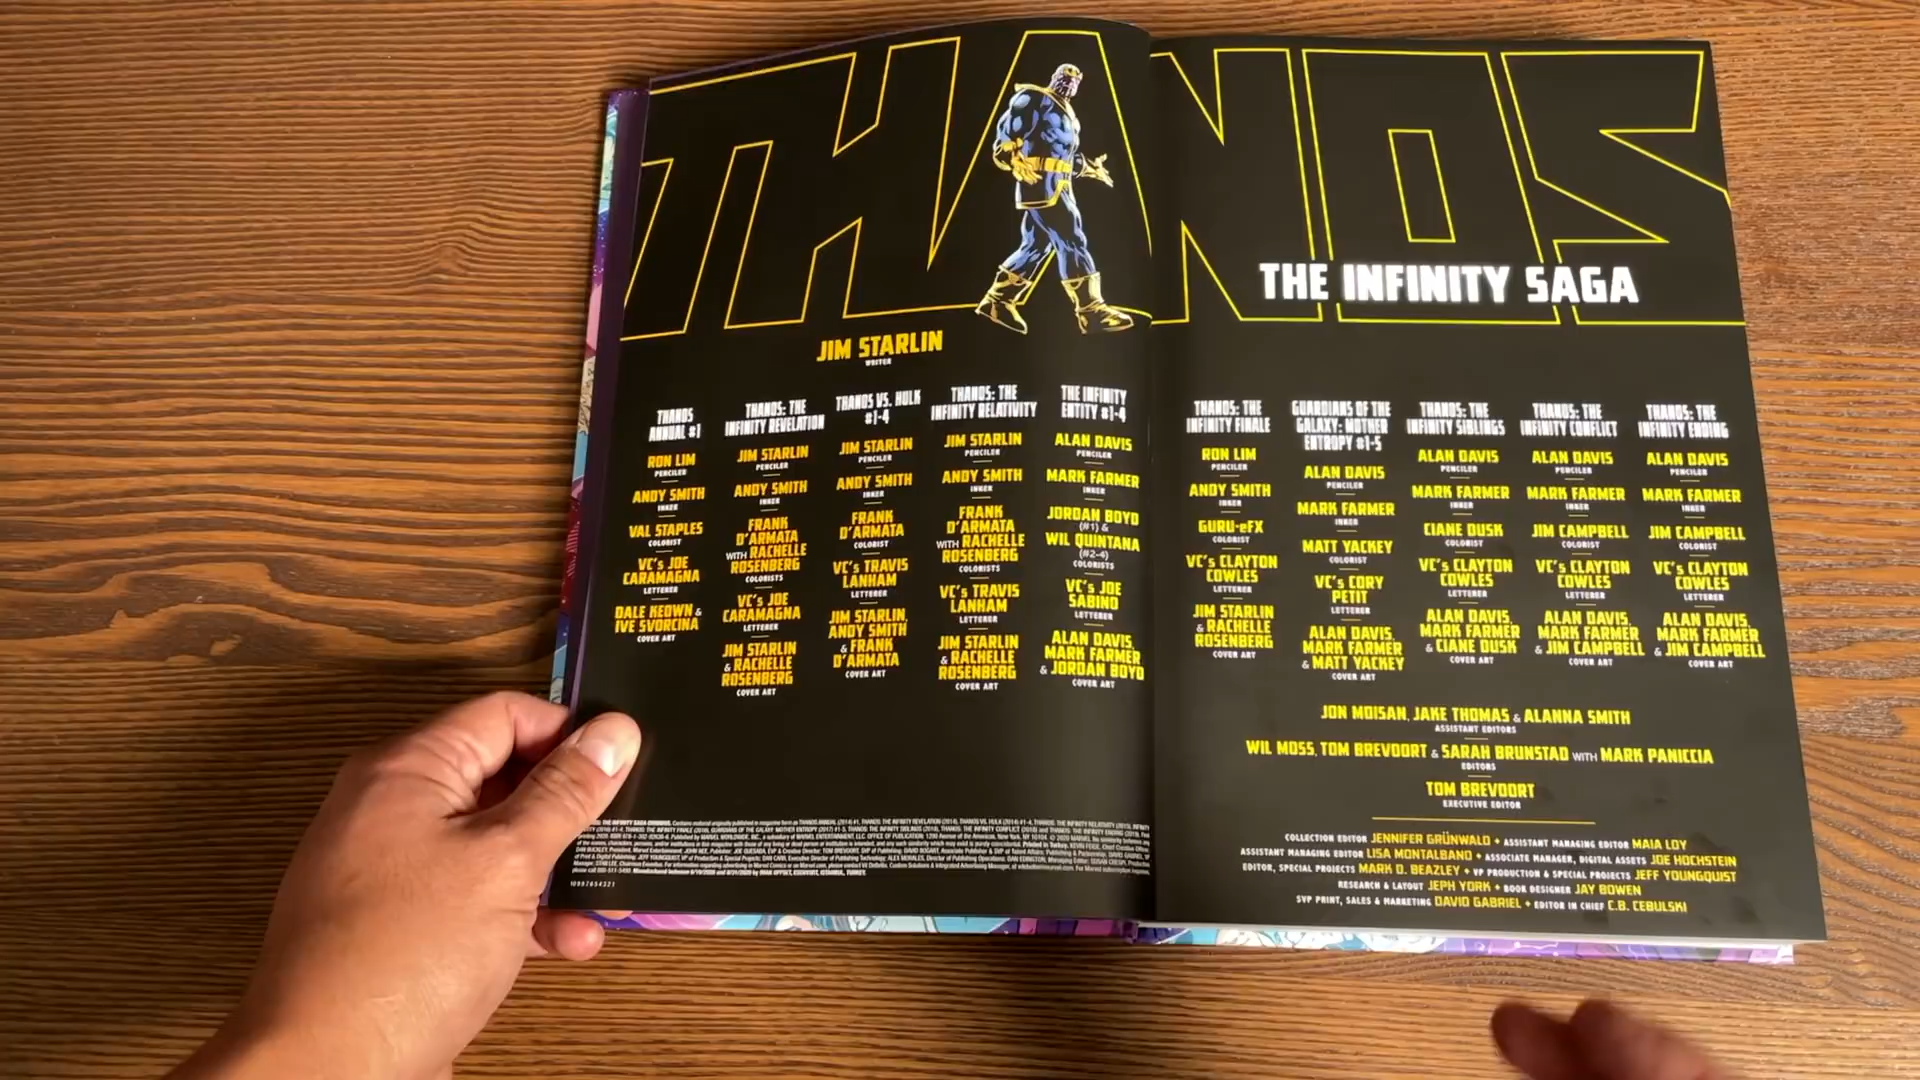 THANOS
THE INFINITY SAGA
JIM STARLIN
WRITER
THANOS
ANNUAL #1
RON LIM
PENCILER
ANDY SMITH
INKER
VAL STAPLES
COLORIST
VC's JOE
CARAMAGNA
LETTERER
DALE KEOWN &
IVE SVORCINA
COVER ART
THANOS: THE
INFINITY REVELATION
JIM STARLIN
PENCILER
ANDY SMITH
INKER
FRANK
D'ARMATA
WITH RACHELLE
ROSENBERG
COLORISTS
VC's JOE
CARAMAGNA
LETTERER
JIM STARLIN
& RACHELLE
ROSENBERG
COVER ART
THANOS VS. HULK
#1-4
JIM STARLIN
PENCILER
ANDY SMITH
INKER
FRANK
D'ARMATA
COLORIST
VC's TRAVIS
LANHAM
LETTERER
JIM STARLIN,
ANDY SMITH
& FRANK
D'ARMATA
COVER ART
THANOS: THE
INFINITY RELATIVITY
JIM STARLIN
PENCILER
ANDY SMITH
INKER
FRANK
D'ARMATA
WITH RACHELLE
ROSENBERG
COLORISTS
VC's TRAVIS
LANHAM
LETTERER
JIM STARLIN
& RACHELLE
ROSENBERG
COVER ART
THE INFINITY
ENTITY #1-4
ALAN DAVIS
PENCILER
MARK FARMER
INKER
JORDAN BOYD
(#1) &
WIL QUINTANA
(#2-4)
COLORISTS
VC's JOE
SABINO
LETTERER
ALAN DAVIS,
MARK FARMER
& JORDAN BOYD
COVER ART
THANOS: THE
INFINITY FINALE
RON LIM
PENCILER
ANDY SMITH
INKER
GURU-eFX
COLORIST
VC's CLAYTON
COWLES
LETTERER
JIM STARLIN
& RACHELLE
ROSENBERG
COVER ART
GUARDIANS OF THE
GALAXY: MOTHER
ENTROPY #1-5
ALAN DAVIS
PENCILER
MARK FARMER
INKER
MATT YACKEY
COLORIST
VC's CORY
PETIT
LETTERER
ALAN DAVIS,
MARK FARMER
& MATT YACKEY
COVER ART
THANOS: THE
INFINITY SIBLINGS
ALAN DAVIS
PENCILER
MARK FARMER
INKER
CIANE DUSK
COLORIST
VC's CLAYTON
COWLES
LETTERER
ALAN DAVIS,
MARK FARMER
& CIANE DUSK
COVER ART
THANOS: THE
INFINITY CONFLICT
ALAN DAVIS
PENCILER
MARK FARMER
INKER
JIM CAMPBELL
COLORIST
VC's CLAYTON
COWLES
LETTERER
ALAN DAVIS,
MARK FARMER
& JIM CAMPBELL
COVER ART
THANOS: THE
INFINITY ENDING
ALAN DAVIS
PENCILER
MARK FARMER
INKER
JIM CAMPBELL
COLORIST
VC's CLAYTON
COWLES
LETTERER
ALAN DAVIS,
MARK FARMER
& JIM CAMPBELL
COVER ART
JON MOISAN, JAKE THOMAS & ALANNA SMITH
ASSISTANT EDITORS
WIL MOSS, TOM BREVOORT & SARAH BRUNSTAD WITH MARK PANICCIA
EDITORS
TOM BREVOORT
EXECUTIVE EDITOR
COLLECTION EDITOR JENNIFER GRÜNWALD • ASSISTANT MANAGING EDITOR MAIA LOY
ASSISTANT MANAGING EDITOR LISA MONTALBANO • ASSOCIATE MANAGER, DIGITAL ASSETS JOE HOCHSTEIN
EDITOR, SPECIAL PROJECTS MARK D. BEAZLEY • VP PRODUCTION & SPECIAL PROJECTS JEFF YOUNGQUIST
RESEARCH & LAYOUT JEPH YORK • BOOK DESIGNER JAY BOWEN
SVP PRINT, SALES & MARKETING DAVID GABRIEL • EDITOR IN CHIEF C.B. CEBULSKI
10 9 8 7 6 5 4 3 2 1